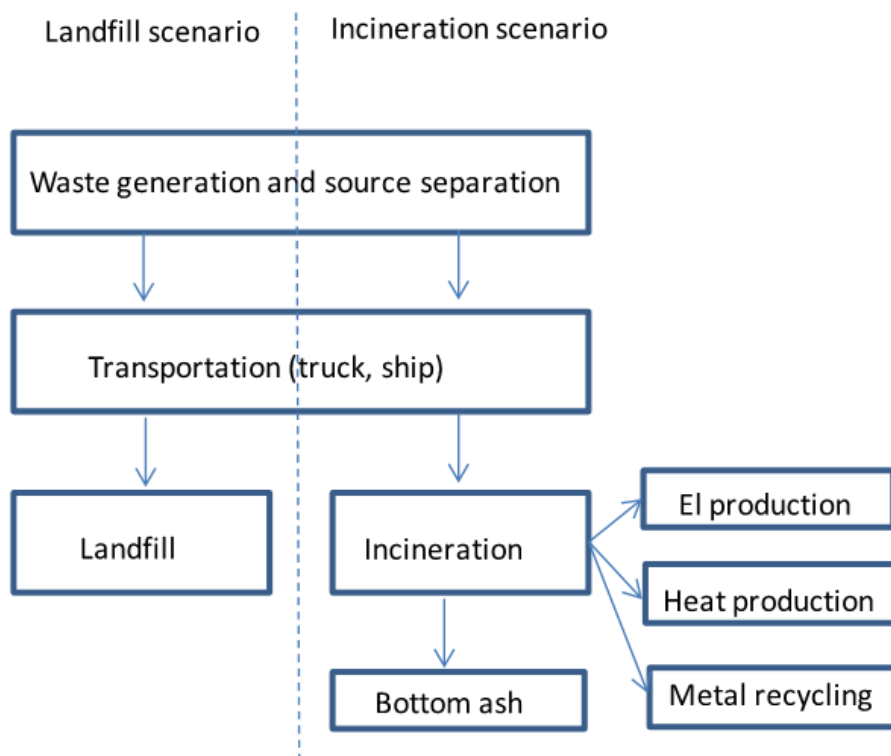 Landfill scenario
Incineration scenario
Waste generation and source separation
Transportation (truck, ship)
Landfill
Incineration
El production
Heat production
Metal recycling
Bottom ash